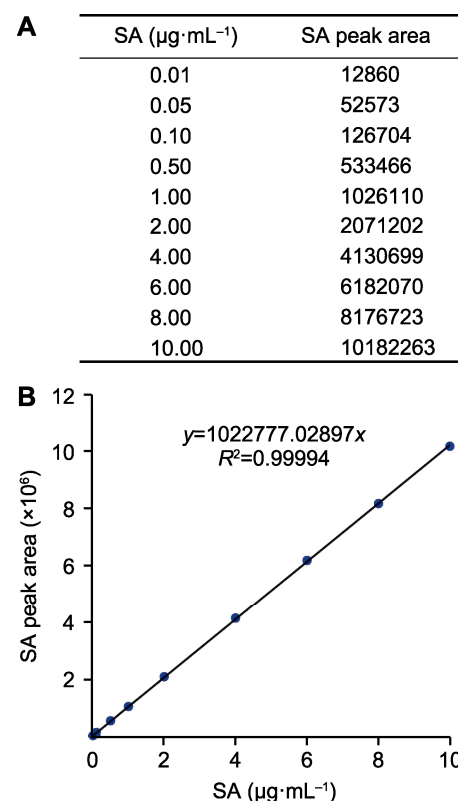 A
SA (μg·mL⁻¹) SA peak area
0.01 12860
0.05 52573
0.10 126704
0.50 533466
1.00 1026110
2.00 2071202
4.00 4130699
6.00 6182070
8.00 8176723
10.00 10182263
B
12
10
8
6
4
2
SA peak area (×10⁶)
y=1022777.02897x
R²=0.99994
0 2 4 6 8 10
SA (μg·mL⁻¹)